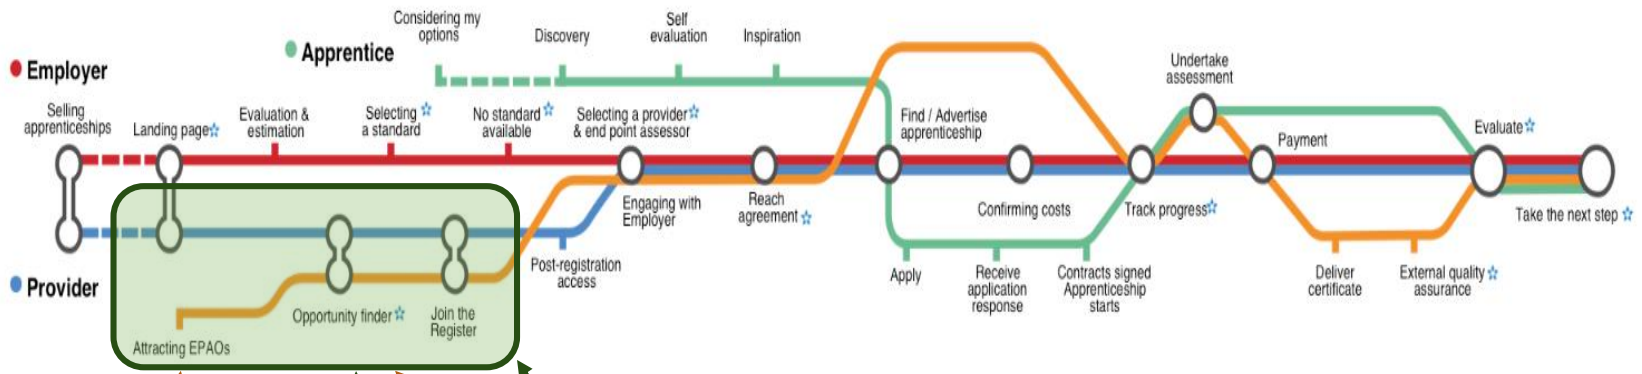 Considering my
options
Discovery
Self
evaluation
Inspiration
Apprentice
Employer
Undertake
assessment
Selling
apprenticeships
Landing page
Evaluation &
estimation
Selecting
a standard
No standard
available
Selecting a provider
& end point assessor
Find / Advertise
apprenticeship
Payment
Evaluate
Engaging with
Employer
Reach
agreement
Confirming costs
Track progress
Take the next step
Provider
Post-registration
access
Apply
Receive
application
response
Contracts signed
Apprenticeship
starts
Deliver
certificate
External quality
assurance
Opportunity finder
Join the
Register
Attracting EPAOs